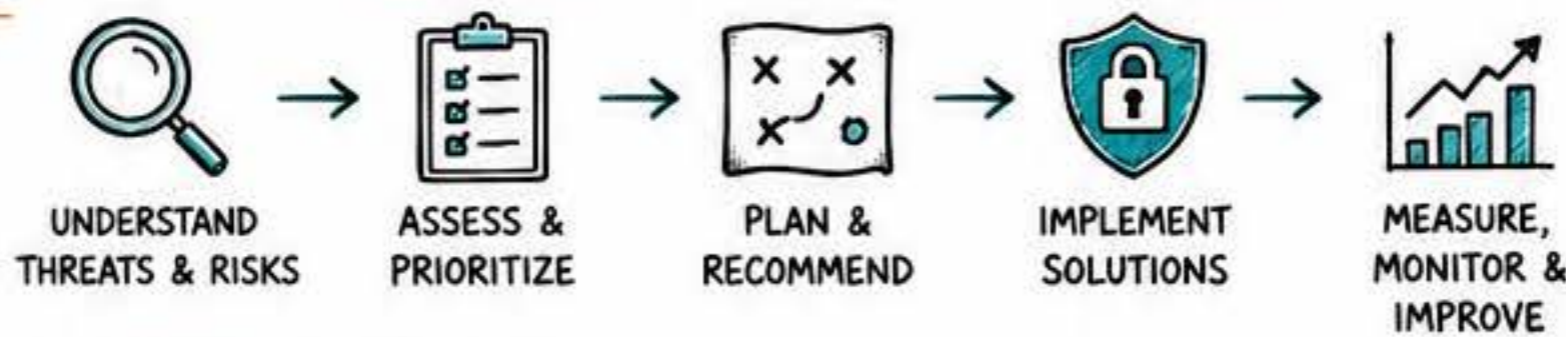 UNDERSTAND
THREATS & RISKS
ASSESS &
PRIORITIZE
PLAN &
RECOMMEND
IMPLEMENT
SOLUTIONS
MEASURE,
MONITOR &
IMPROVE